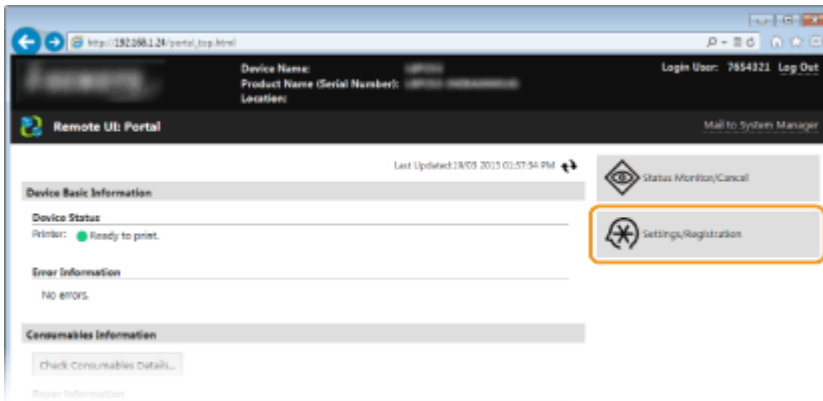 http://192.168.1.24/portal_top.html
Device Name:
Product Name (Serial Number):
Location:
Login User: 7654321 Log Out
Remote UI: Portal
Mail to System Manager
Last Updated:19/03 2015 01:57:54 PM
Status Monitor/Cancel
Device Basic Information
Device Status
Printer: Ready to print.
Settings/Registration
Error Information
No errors.
Consumables Information
Check Consumables Details...
Paper Information